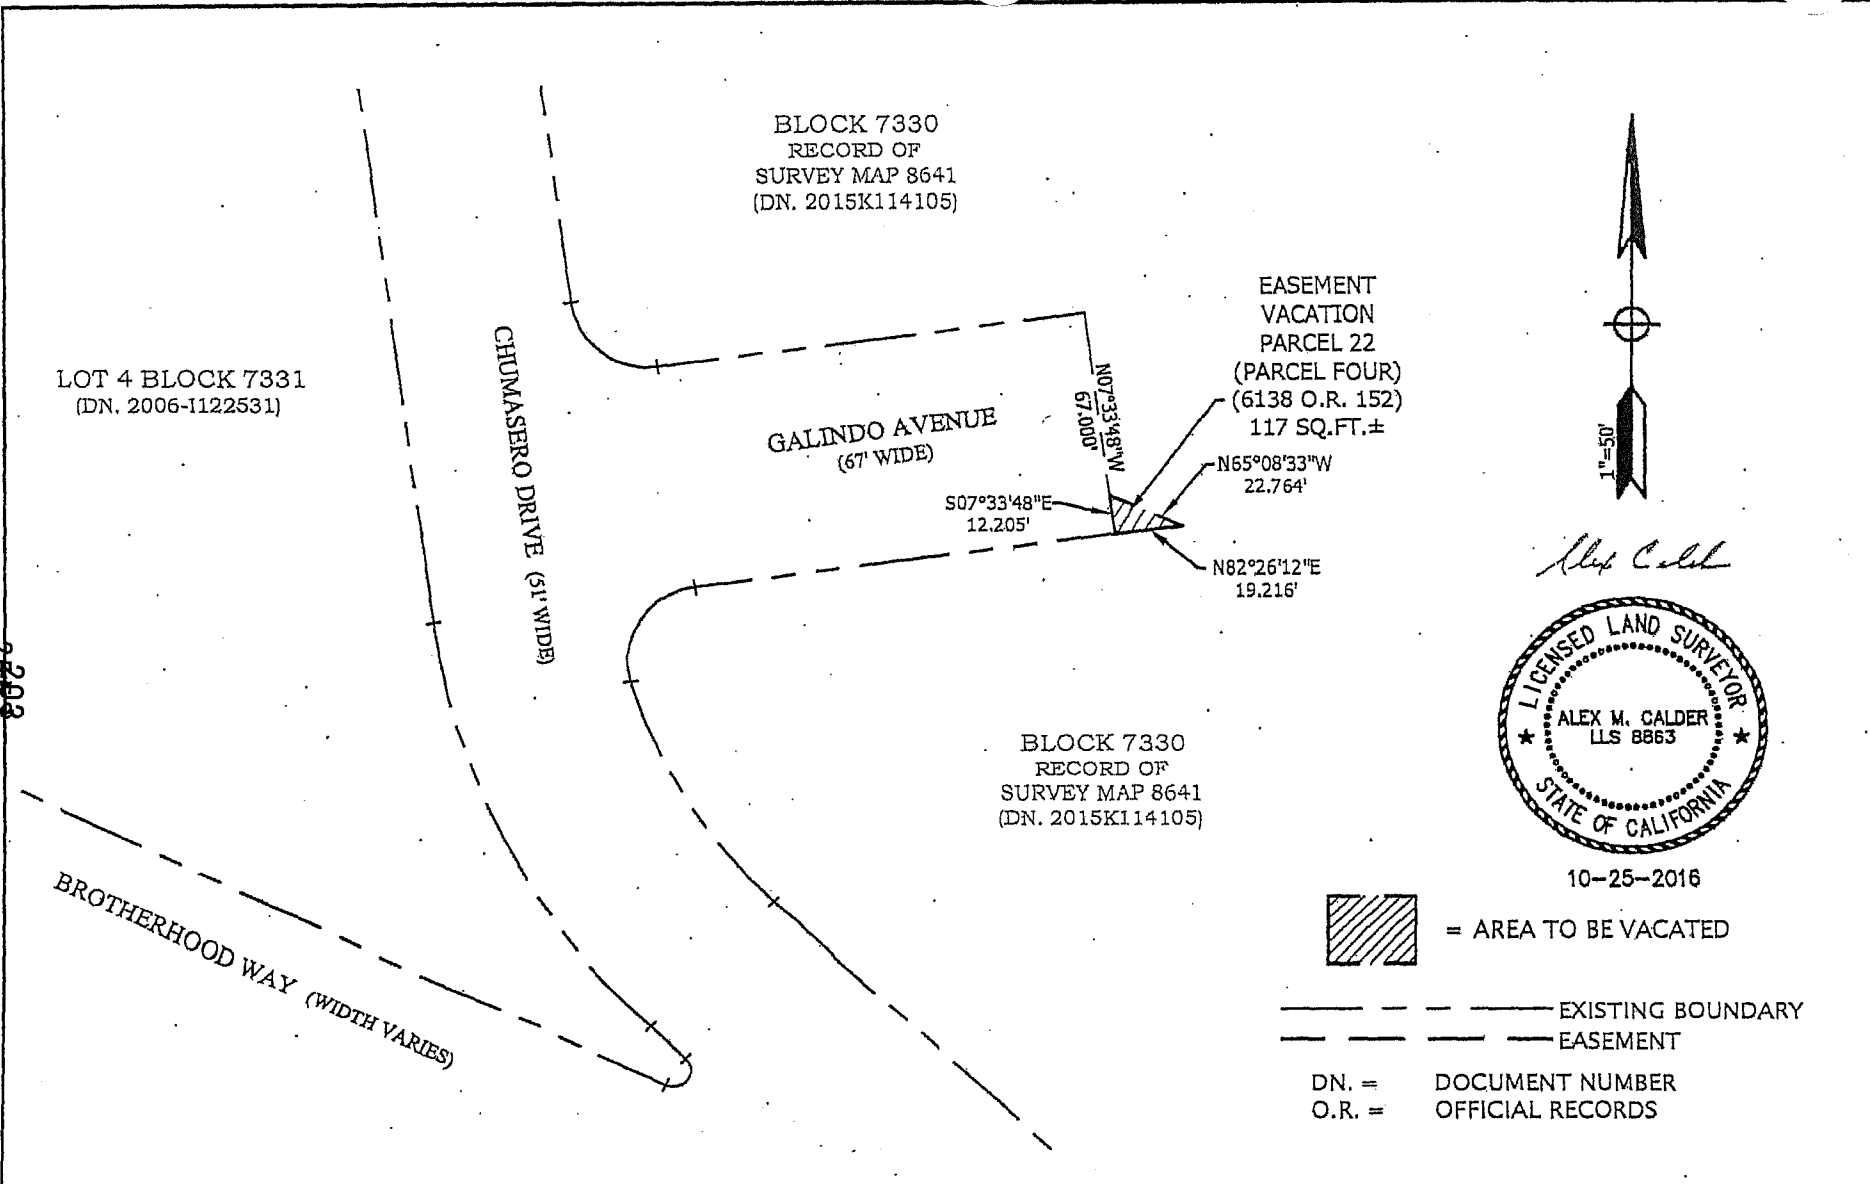 BLOCK 7330
RECORD OF
SURVEY MAP 8641
(DN. 2015K114105)
EASEMENT
VACATION
PARCEL 22
(PARCEL FOUR)
(6138 O.R. 152)
117 SQ.FT.±
LOT 4 BLOCK 7331
(DN. 2006-I122531)
CHUMASERO DRIVE (51' WIDE)
GALINDO AVENUE
(67' WIDE)
N07°33'48"W
67.000'
N65°08'33"W
22.764'
S07°33'48"E
12.205'
N82°26'12"E
19.216'
1"=50'
Alex Calder
LICENSED LAND SURVEYOR
ALEX M. CALDER
LLS 8863
STATE OF CALIFORNIA
10-25-2016
BLOCK 7330
RECORD OF
SURVEY MAP 8641
(DN. 2015K114105)
BROTHERHOOD WAY (WIDTH VARIES)
= AREA TO BE VACATED
EXISTING BOUNDARY
EASEMENT
DN. = DOCUMENT NUMBER
O.R. = OFFICIAL RECORDS